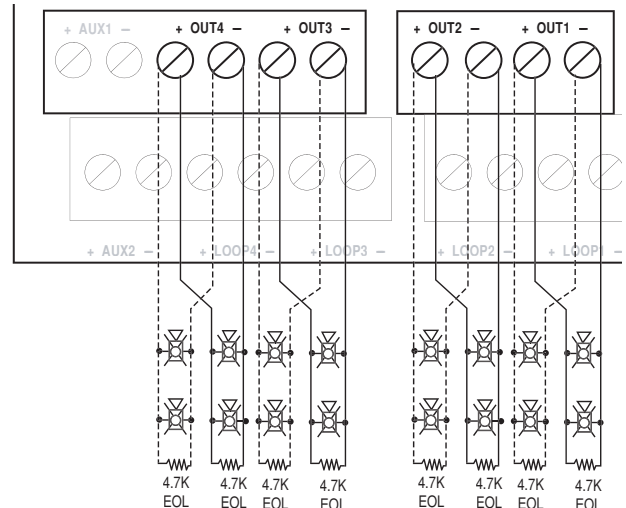 + AUX1 – + OUT4 – + OUT3 – + OUT2 – + OUT1 –
+ AUX2 – + LOOP4 – + LOOP3 – + LOOP2 – + LOOP1 –
4.7K 4.7K 4.7K 4.7K 4.7K 4.7K 4.7K 4.7K
EOL EOL EOL EOL EOL EOL EOL EOL